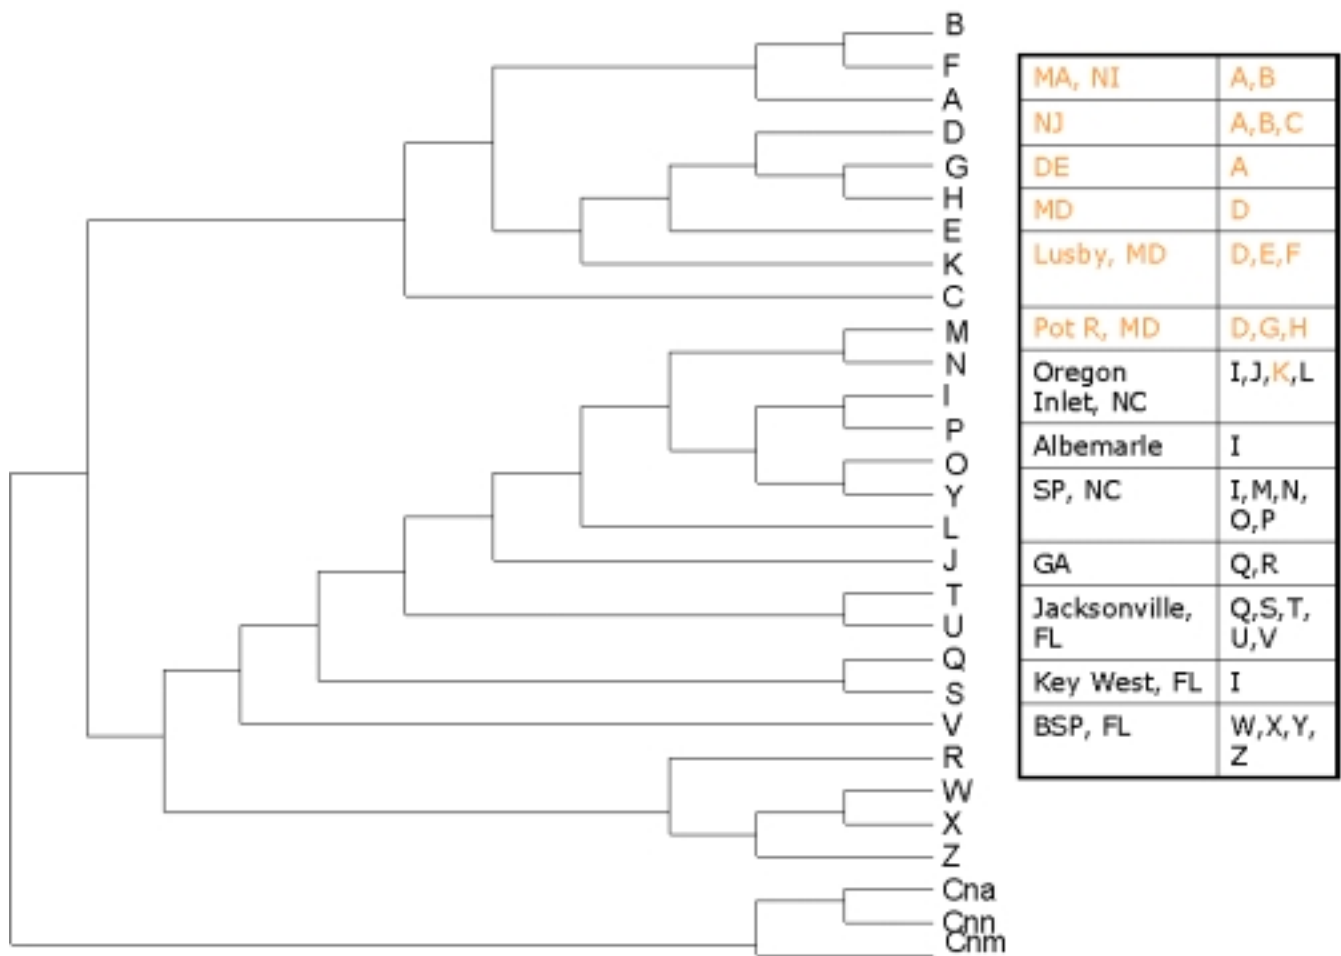 B
F
A
D
G
H
E
K
C
M
N
I
P
O
Y
L
J
T
U
Q
S
V
R
W
X
Z
Cna
Cnn
Cnm
MA, NI A,B
NJ A,B,C
DE A
MD D
Lusby, MD D,E,F
Pot R, MD D,G,H
Oregon I,J,K,L
Inlet, NC
Albemarle I
SP, NC I,M,N,
O,P
GA Q,R
Jacksonville, Q,S,T,
FL U,V
Key West, FL I
BSP, FL W,X,Y,
Z